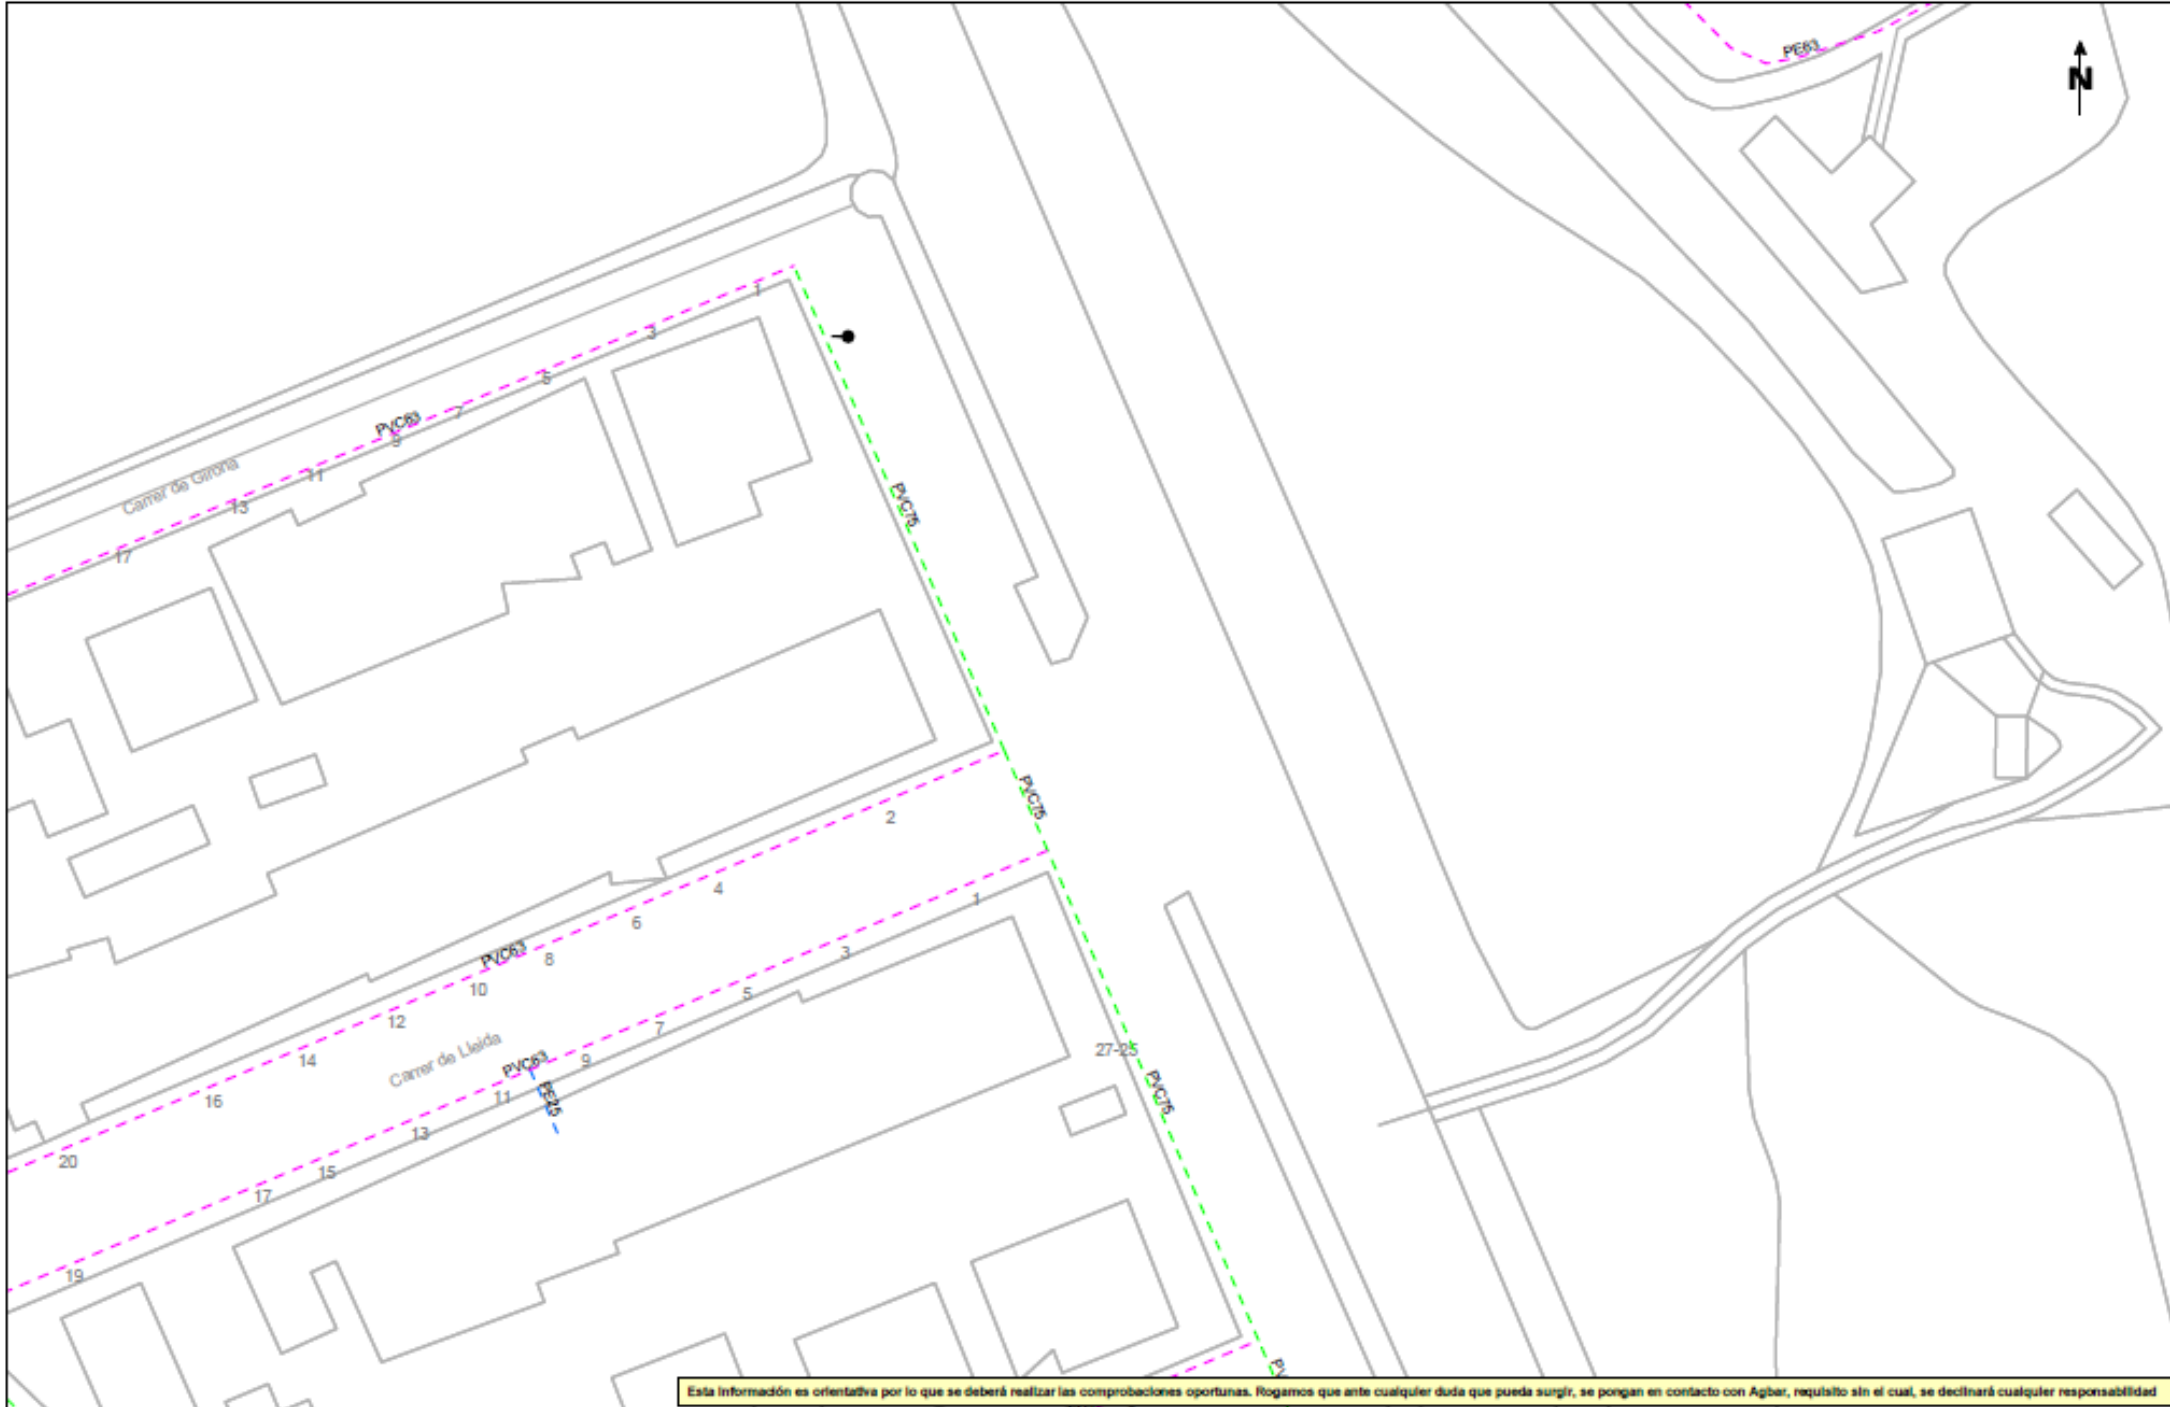 PE63
N
1
3
5
7
PVC63
9
11
Carrer de Girona
13
17
PVC75
PVC75
2
4
1
6
3
PVC63
8
10
5
12
7
Carrer de Lleida
14
PVC63
9
27-25
PVC75
PE25
11
16
13
20
15
17
19
PV
Esta Información es orientativa por lo que se deberá realizar las comprobaciones oportunas. Rogamos que ante cualquier duda que pueda surgir, se pongan en contacto con Agbar, requisito sin el cual, se declinará cualquier responsabilidad